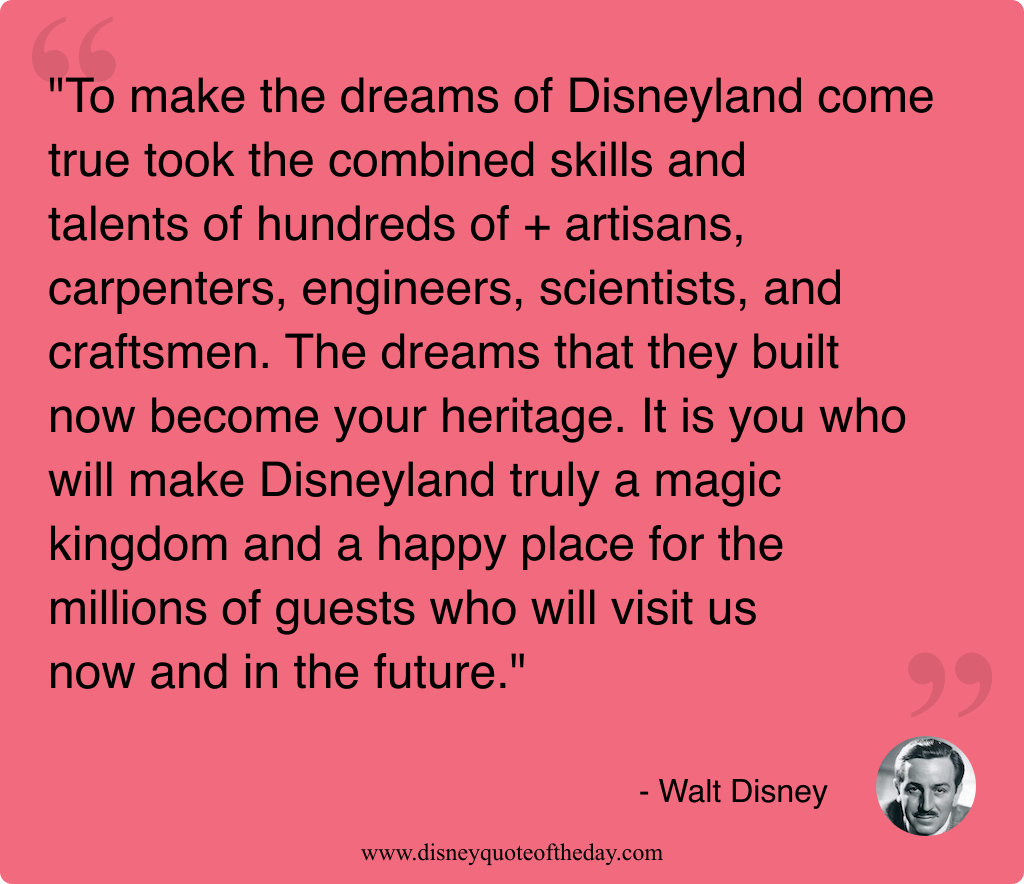 "To make the dreams of Disneyland come
true took the combined skills and
talents of hundreds of + artisans,
carpenters, engineers, scientists, and
craftsmen. The dreams that they built
now become your heritage. It is you who
will make Disneyland truly a magic
kingdom and a happy place for the
millions of guests who will visit us
now and in the future."
- Walt Disney
www.disneyquoteoftheday.com